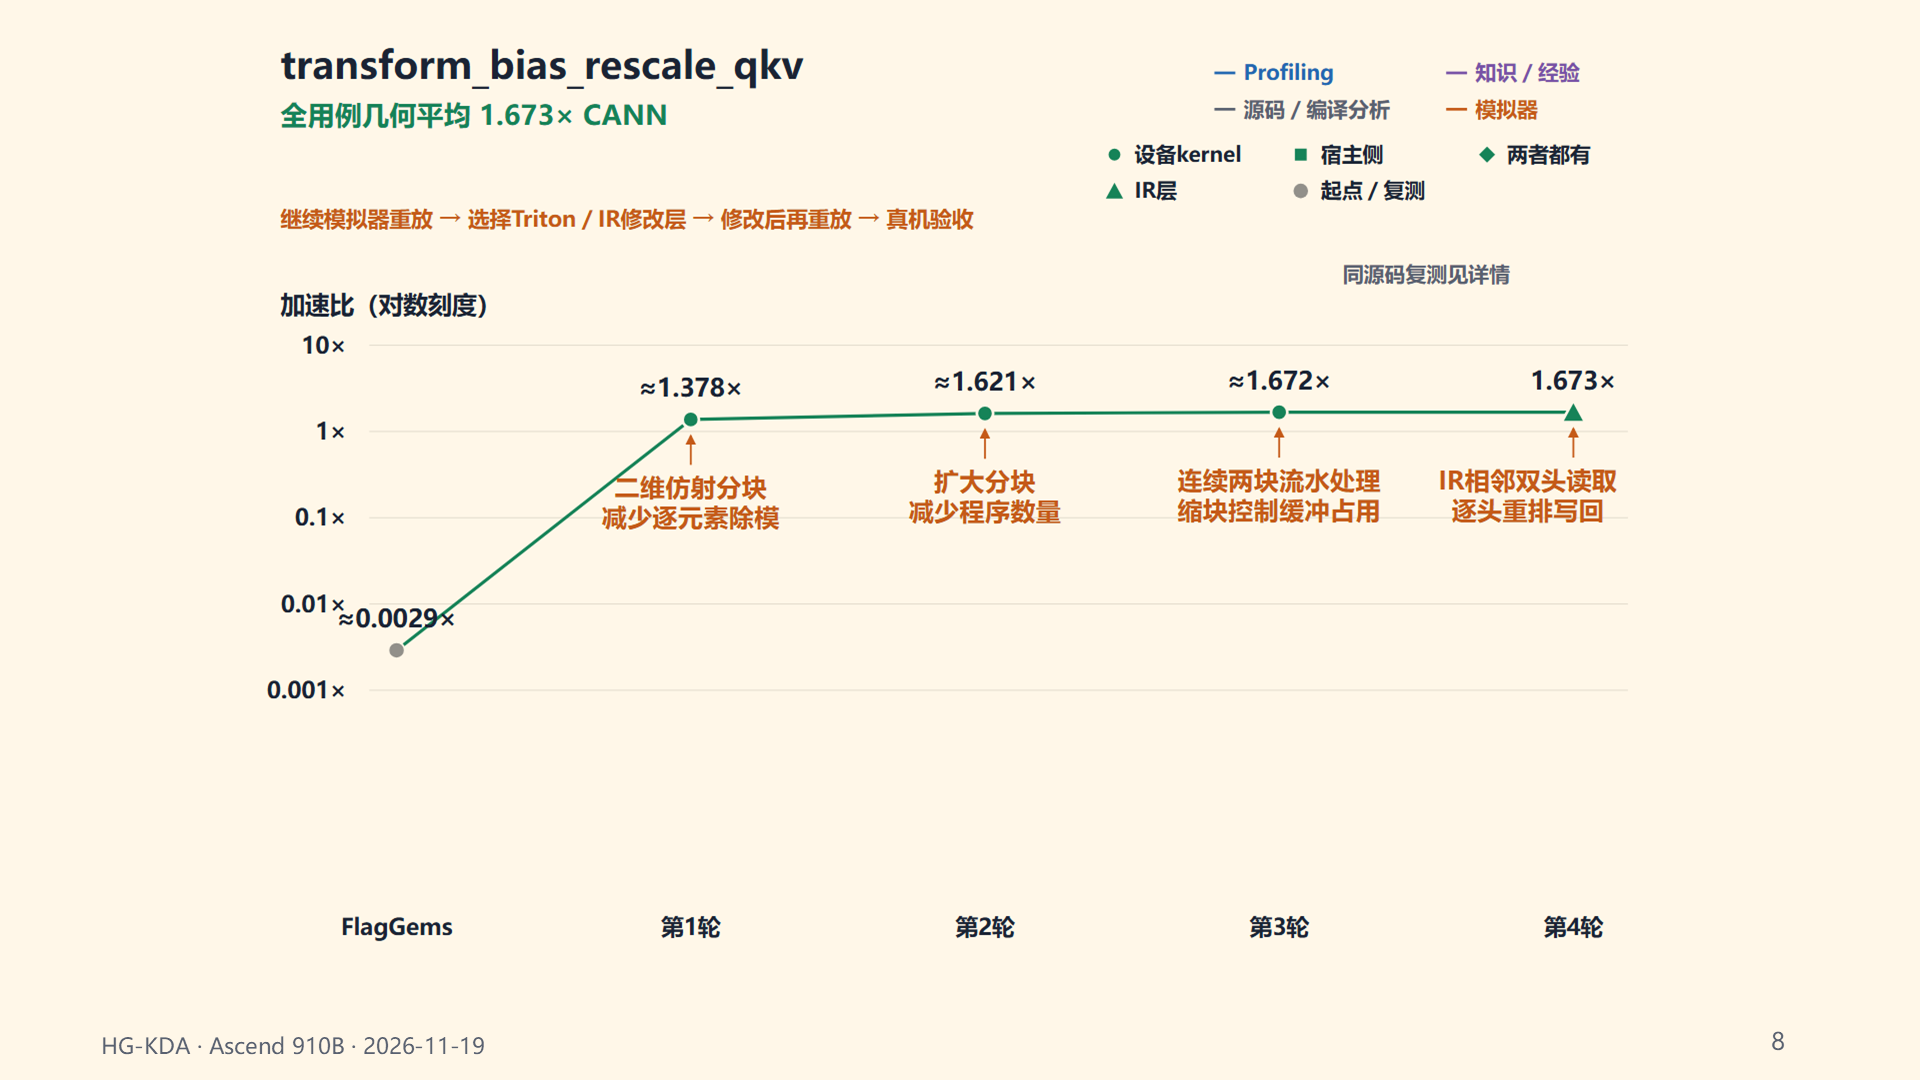 transform_bias_rescale_qkv
全用例几何平均 1.673× CANN
— Profiling
— 知识 / 经验
— 源码 / 编译分析
— 模拟器
设备kernel
宿主侧
两者都有
IR层
起点 / 复测
继续模拟器重放 → 选择Triton / IR修改层 → 修改后再重放 → 真机验收
同源码复测见详情
加速比（对数刻度）
10×
1×
0.1×
0.01×
0.001×
≈0.0029×
≈1.378×
≈1.621×
≈1.672×
1.673×
二维仿射分块
减少逐元素除模
扩大分块
减少程序数量
连续两块流水处理
缩块控制缓冲占用
IR相邻双头读取
逐头重排写回
FlagGems
第1轮
第2轮
第3轮
第4轮
HG-KDA · Ascend 910B · 2026-11-19
8